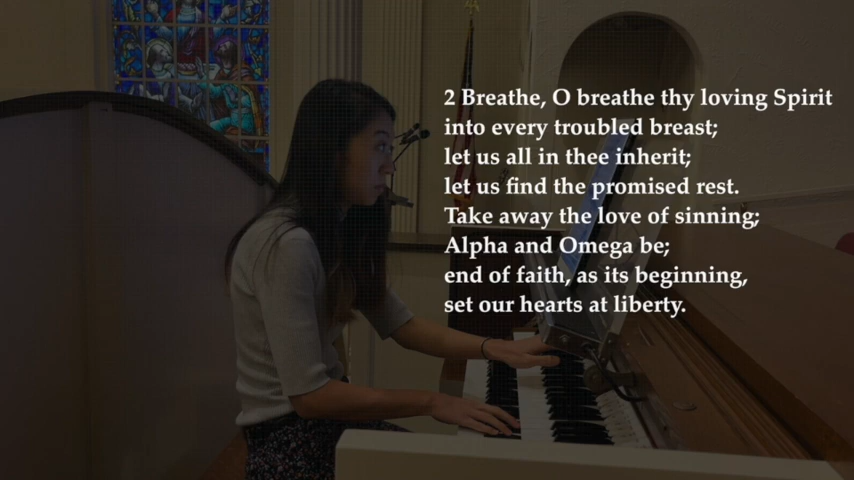 2 Breathe, O breathe thy loving Spirit
into every troubled breast;
let us all in thee inherit;
let us find the promised rest.
Take away the love of sinning;
Alpha and Omega be;
end of faith, as its beginning,
set our hearts at liberty.